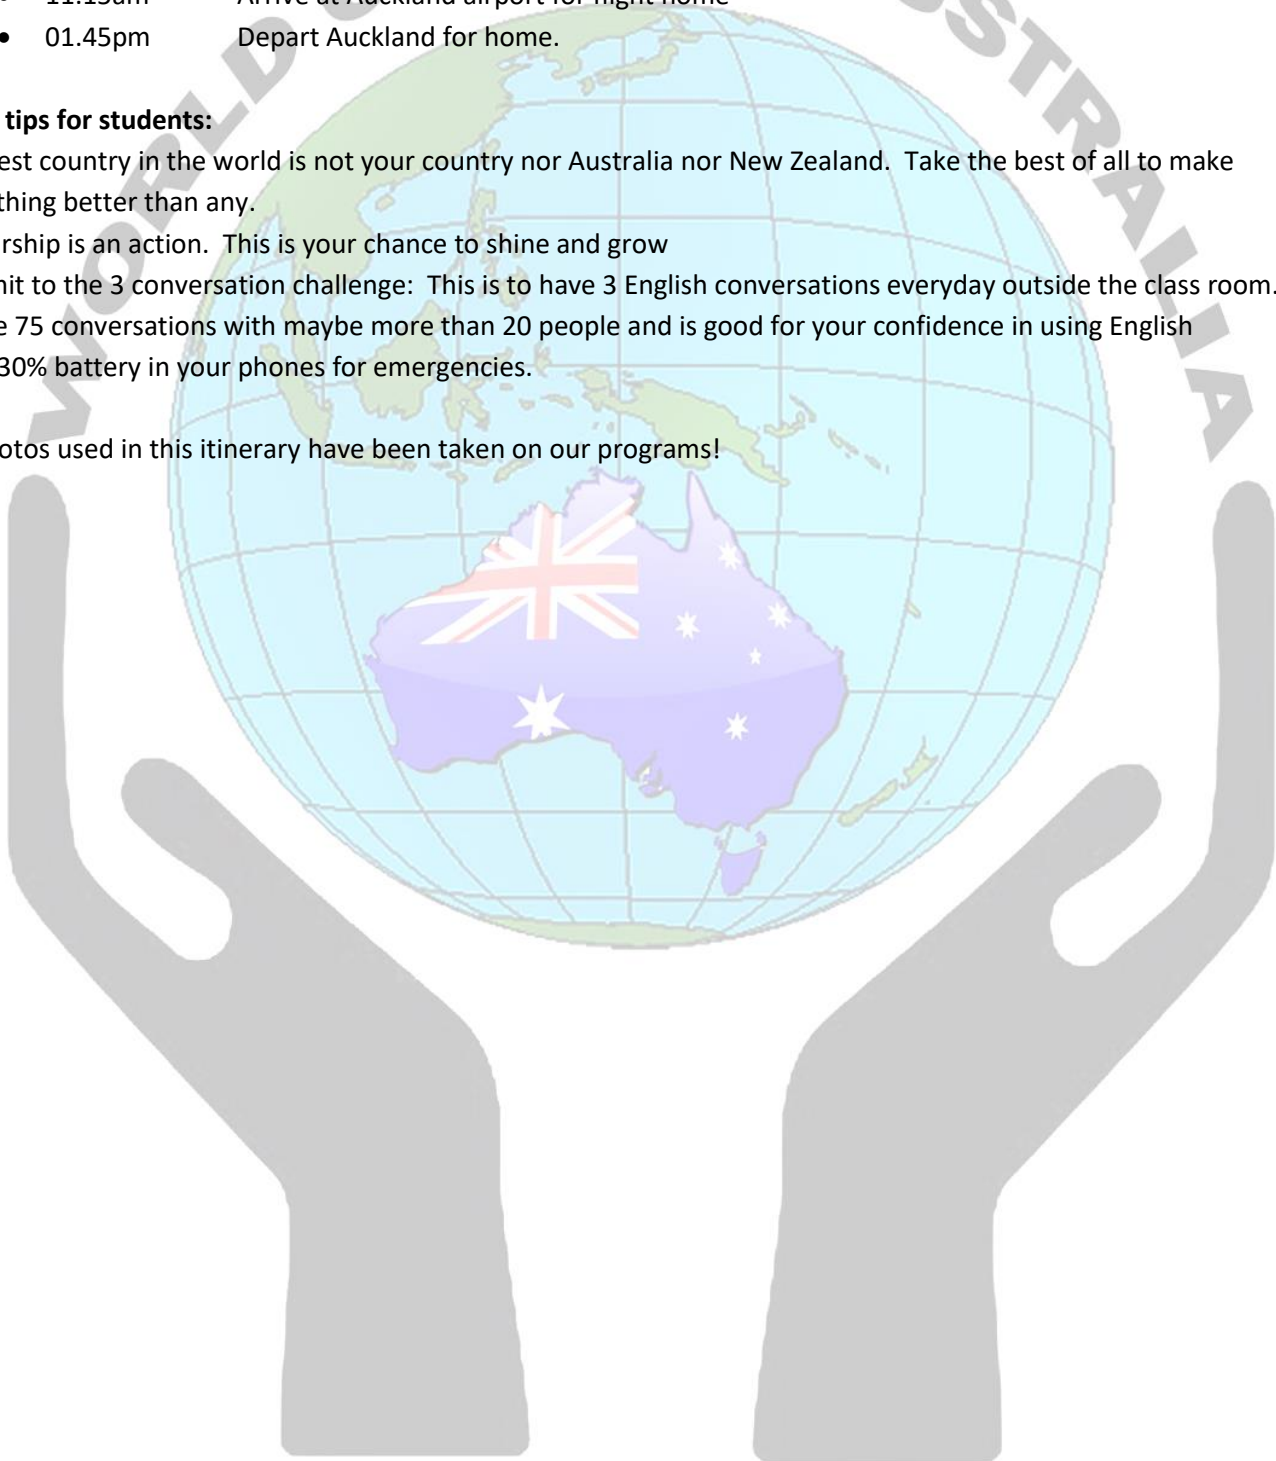 • 11.15am Arrive at Auckland airport for flight home
• 01.45pm Depart Auckland for home.
tips for students:
est country in the world is not your country nor Australia nor New Zealand. Take the best of all to make
thing better than any.
rship is an action. This is your chance to shine and grow
it to the 3 conversation challenge: This is to have 3 English conversations everyday outside the class room.
e 75 conversations with maybe more than 20 people and is good for your confidence in using English
30% battery in your phones for emergencies.
otos used in this itinerary have been taken on our programs!
WORLD
STRALIA